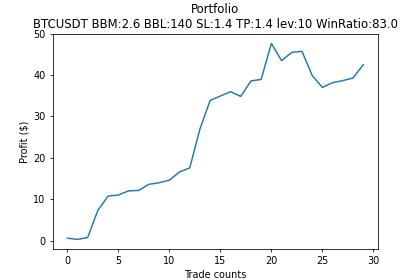 Portfolio
BTCUSDT BBM:2.6 BBL:140 SL:1.4 TP:1.4 lev:10 WinRatio:83.0
50
40
30
20
10
0
Profit ($)
0 5 10 15 20 25 30
Trade counts